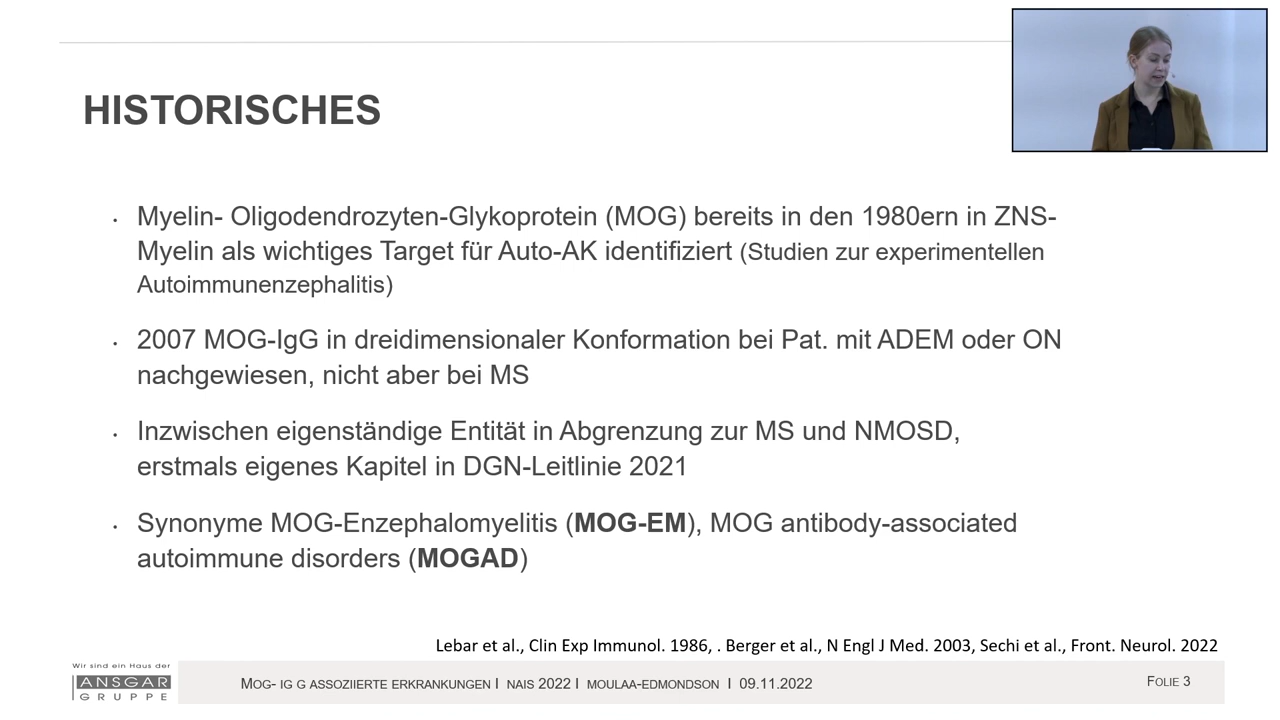 HISTORISCHES
· Myelin- Oligodendrozyten-Glykoprotein (MOG) bereits in den 1980ern in ZNS-
Myelin als wichtiges Target für Auto-AK identifiziert (Studien zur experimentellen
Autoimmunenzephalitis)
· 2007 MOG-IgG in dreidimensionaler Konformation bei Pat. mit ADEM oder ON
nachgewiesen, nicht aber bei MS
· Inzwischen eigenständige Entität in Abgrenzung zur MS und NMOSD,
erstmals eigenes Kapitel in DGN-Leitlinie 2021
· Synonyme MOG-Enzephalomyelitis (MOG-EM), MOG antibody-associated
autoimmune disorders (MOGAD)
Lebar et al., Clin Exp Immunol. 1986, . Berger et al., N Engl J Med. 2003, Sechi et al., Front. Neurol. 2022
Wir sind ein Haus der
ANSGAR
GRUPPE
MOG- IG G ASSOZIIERTE ERKRANKUNGEN I NAIS 2022 I MOULAA-EDMONDSON I 09.11.2022
FOLIE 3